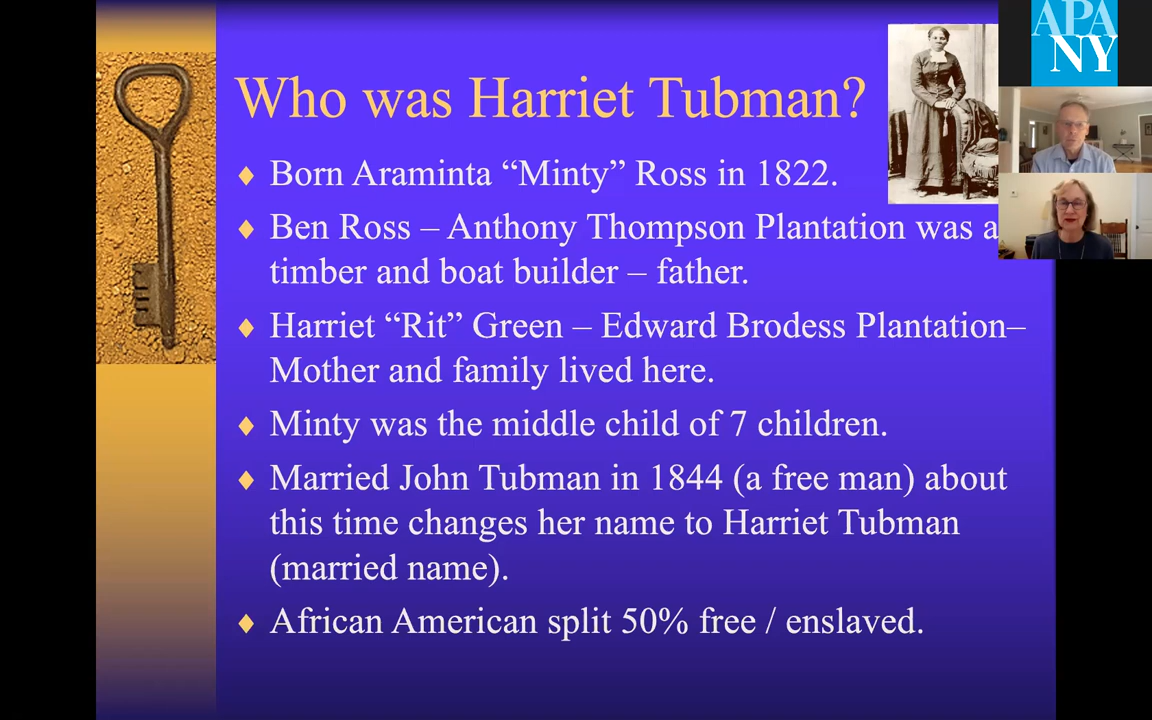 APA
NY
Who was Harriet Tubman?
Born Araminta “Minty” Ross in 1822.
Ben Ross – Anthony Thompson Plantation was a
timber and boat builder – father.
Harriet “Rit” Green – Edward Brodess Plantation–
Mother and family lived here.
Minty was the middle child of 7 children.
Married John Tubman in 1844 (a free man) about
this time changes her name to Harriet Tubman
(married name).
African American split 50% free / enslaved.